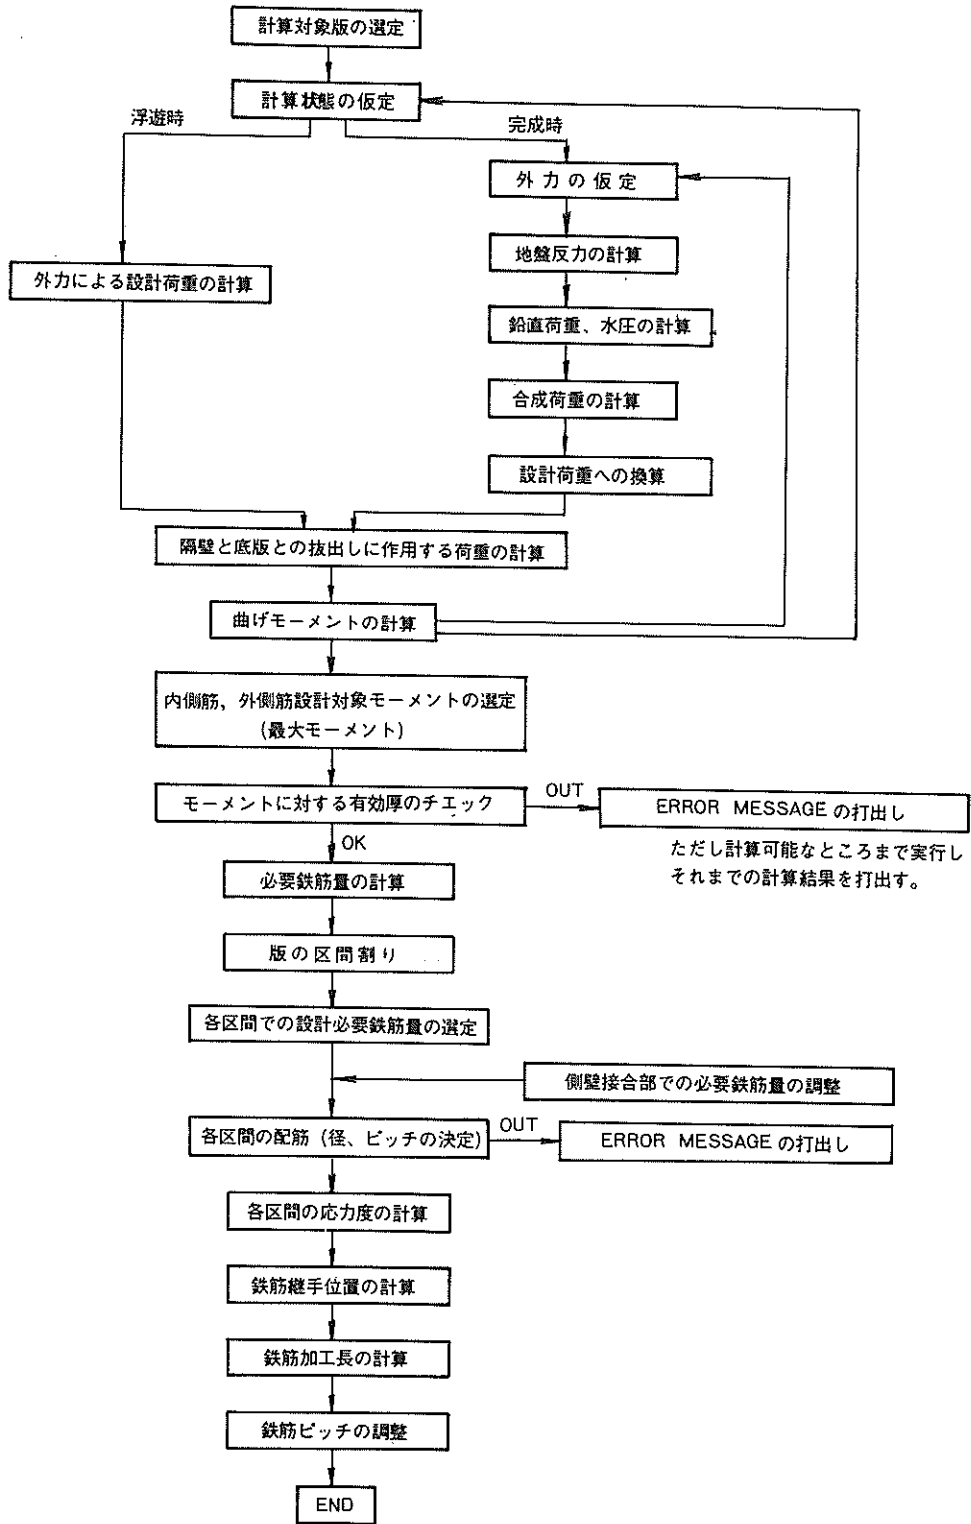 計算対象版の選定
計算状態の仮定
浮遊時
完成時
外力の仮定
地盤反力の計算
外力による設計荷重の計算
鉛直荷重、水圧の計算
合成荷重の計算
設計荷重への換算
隔壁と底版との抜出しに作用する荷重の計算
曲げモーメントの計算
内側筋，外側筋設計対象モーメントの選定
(最大モーメント)
モーメントに対する有効厚のチエック
OUT
ERROR MESSAGE の打出し
OK
ただし計算可能なところまで実行し
それまでの計算結果を打出す。
必要鉄筋量の計算
版の区間割り
各区間での設計必要鉄筋量の選定
側壁接合部での必要鉄筋量の調整
各区間の配筋 (径、ピッチの決定)
OUT
ERROR MESSAGE の打出し
各区間の応力度の計算
鉄筋継手位置の計算
鉄筋加工長の計算
鉄筋ピッチの調整
END